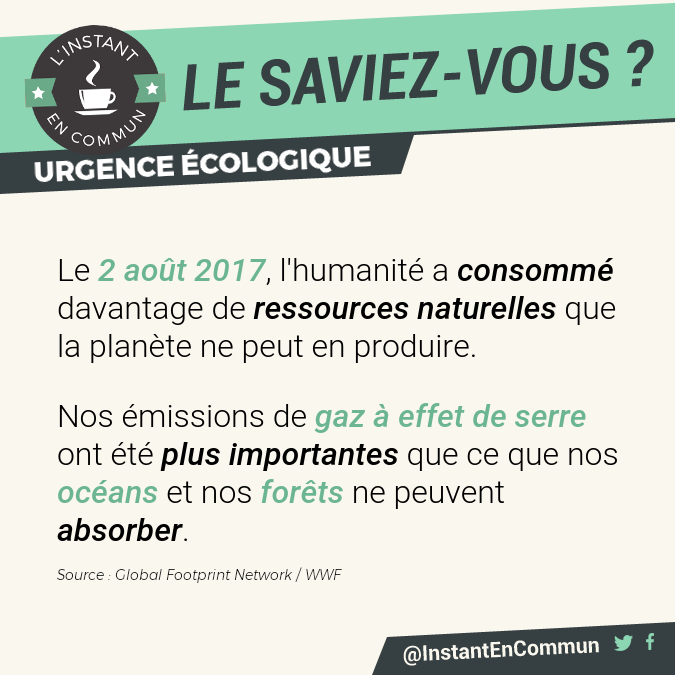 L'INSTANT
EN COMMUN
LE SAVIEZ-VOUS ?
URGENCE ÉCOLOGIQUE
Le 2 août 2017, l'humanité a consommé
davantage de ressources naturelles que
la planète ne peut en produire.
Nos émissions de gaz à effet de serre
ont été plus importantes que ce que nos
océans et nos forêts ne peuvent
absorber.
Source : Global Footprint Network / WWF
@InstantEnCommun